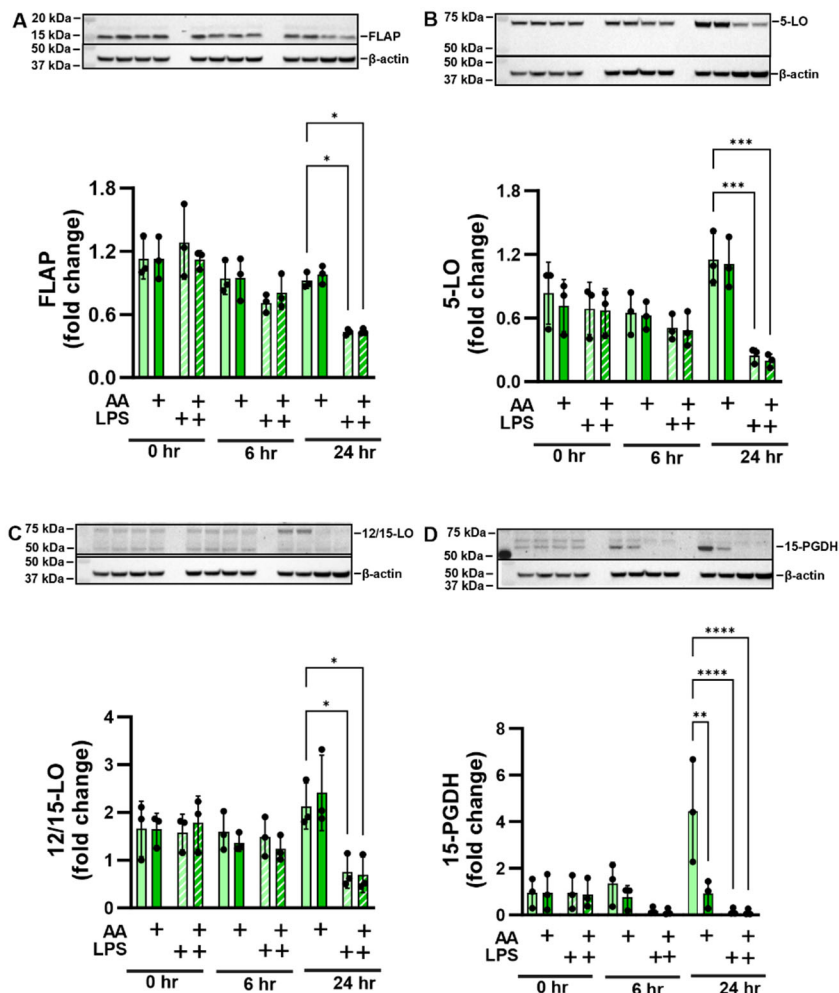 A
20 kDa
15 kDa
50 kDa
37 kDa
FLAP
β-actin
*
*
FLAP
(fold change)
1.8
1.2
0.6
0.0
AA + + + + + +
LPS + + + + + +
0 hr 6 hr 24 hr
B
75 kDa
50 kDa
50 kDa
37 kDa
5-LO
β-actin
***
***
5-LO
(fold change)
1.8
1.2
0.6
0.0
AA + + + + + +
LPS + + + + + +
0 hr 6 hr 24 hr
C
75 kDa
50 kDa
50 kDa
37 kDa
12/15-LO
β-actin
*
*
12/15-LO
(fold change)
4
3
2
1
0
AA + + + + + +
LPS + + + + + +
0 hr 6 hr 24 hr
D
75 kDa
50 kDa
50 kDa
37 kDa
15-PGDH
β-actin
****
****
**
15-PGDH
(fold change)
8
6
4
2
0
AA + + + + + +
LPS + + + + + +
0 hr 6 hr 24 hr